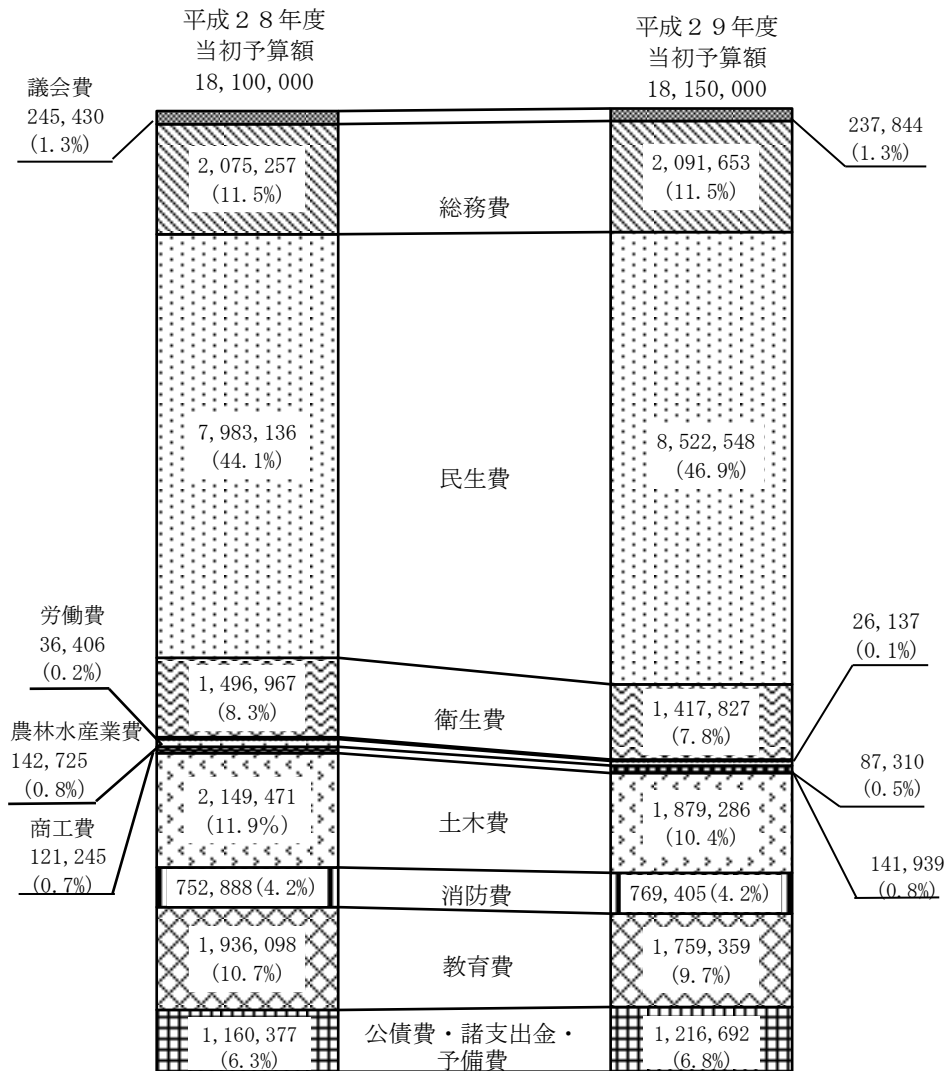 平成２８年度
当初予算額
18,100,000
平成２９年度
当初予算額
18,150,000
議会費
245,430
(1.3%)
237,844
(1.3%)
2,075,257
(11.5%)
総務費
2,091,653
(11.5%)
7,983,136
(44.1%)
民生費
8,522,548
(46.9%)
労働費
36,406
(0.2%)
26,137
(0.1%)
1,496,967
(8.3%)
衛生費
1,417,827
(7.8%)
農林水産業費
142,725
(0.8%)
87,310
(0.5%)
商工費
121,245
(0.7%)
141,939
(0.8%)
2,149,471
(11.9%)
土木費
1,879,286
(10.4%)
752,888(4.2%)
消防費
769,405(4.2%)
1,936,098
(10.7%)
教育費
1,759,359
(9.7%)
1,160,377
(6.3%)
公債費・諸支出金・
予備費
1,216,692
(6.8%)